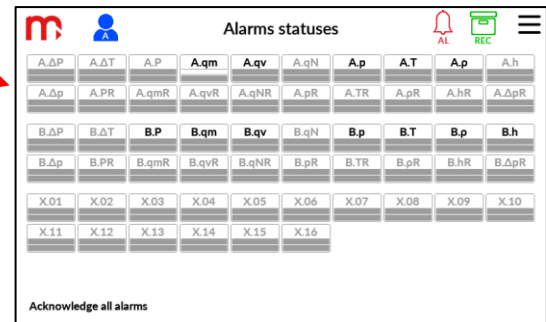 m A Alarms statuses AL REC
A.ΔP A.ΔT A.P A.qm A.qv A.qN A.p A.T A.ρ A.h
A.Δp A.PR A.qmR A.qvR A.qNR A.pR A.TR A.ρR A.hR A.ΔpR
B.ΔP B.ΔT B.P B.qm B.qv B.qN B.p B.T B.ρ B.h
B.Δp B.PR B.qmR B.qvR B.qNR B.pR B.TR B.ρR B.hR B.ΔpR
X.01 X.02 X.03 X.04 X.05 X.06 X.07 X.08 X.09 X.10
X.11 X.12 X.13 X.14 X.15 X.16
Acknowledge all alarms